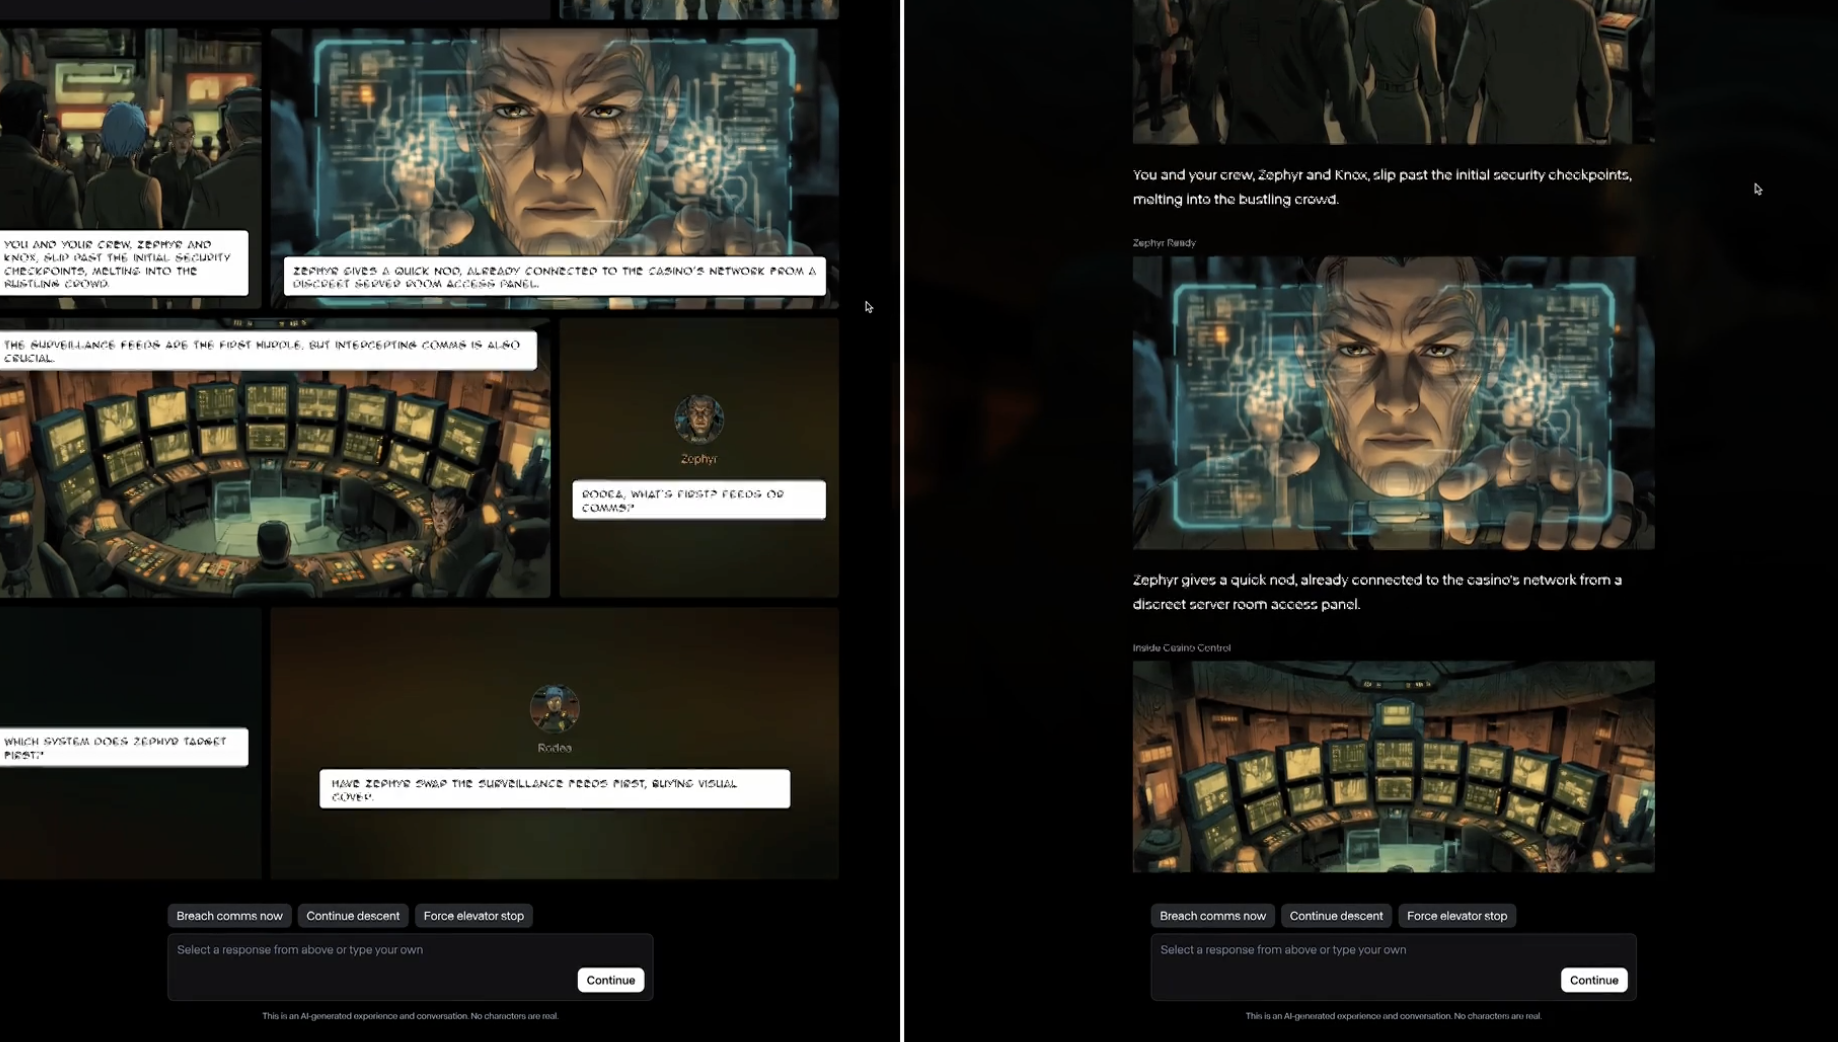 YOU AND YOUR CREW, ZEPHYR AND
KNOX, SLIP PAST THE INITIAL SECURITY
CHECKPOINTS, MELTING INTO THE
BUSTLING CROWD.
ZEPHYR GIVES A QUICK NOD, ALREADY CONNECTED TO THE CASINO'S NETWORK FROM A
DISCREET SERVER ROOM ACCESS PANEL.
THE SURVEILLANCE FEEDS ARE THE FIRST HURDLE, BUT INTERCEPTING COMMS IS ALSO
CRUCIAL.
Zephyr
RODEA, WHAT'S FIRST? FEEDS OR
COMMS?"
WHICH SYSTEM DOES ZEPHYR TARGET
FIRST?"
Rodea
HAVE ZEPHYR SWAP THE SURVEILLANCE FEEDS FIRST, BUYING VISUAL
COVER.
Breach comms now
Continue descent
Force elevator stop
Select a response from above or type your own
Continue
This is an AI-generated experience and conversation. No characters are real.
You and your crew, Zephyr and Knox, slip past the initial security checkpoints,
melting into the bustling crowd.
Zephyr Ready
Zephyr gives a quick nod, already connected to the casino's network from a
discreet server room access panel.
Inside Casino Control
Breach comms now
Continue descent
Force elevator stop
Select a response from above or type your own
Continue
This is an AI-generated experience and conversation. No characters are real.